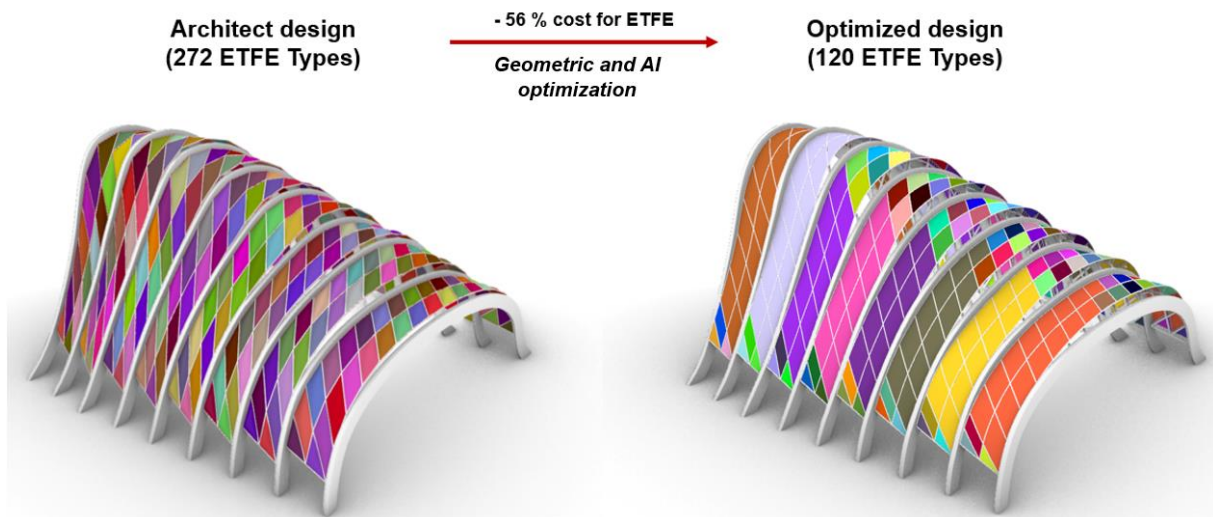 Architect design
(272 ETFE Types)
- 56 % cost for ETFE
Geometric and AI
optimization
Optimized design
(120 ETFE Types)